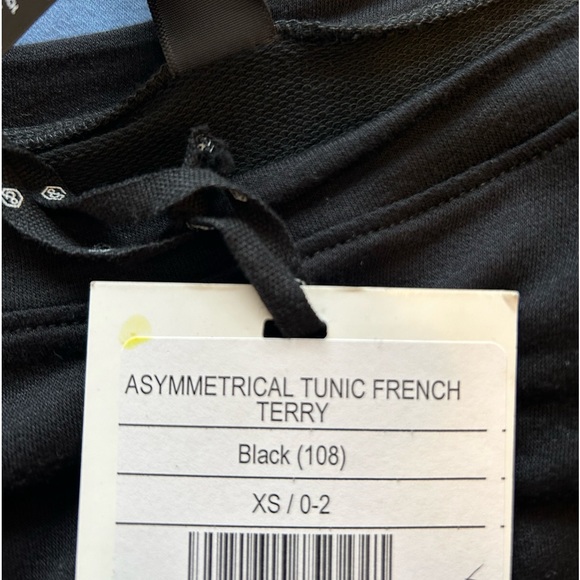 ASYMMETRICAL TUNIC FRENCH
TERRY
Black (108)
XS / 0-2